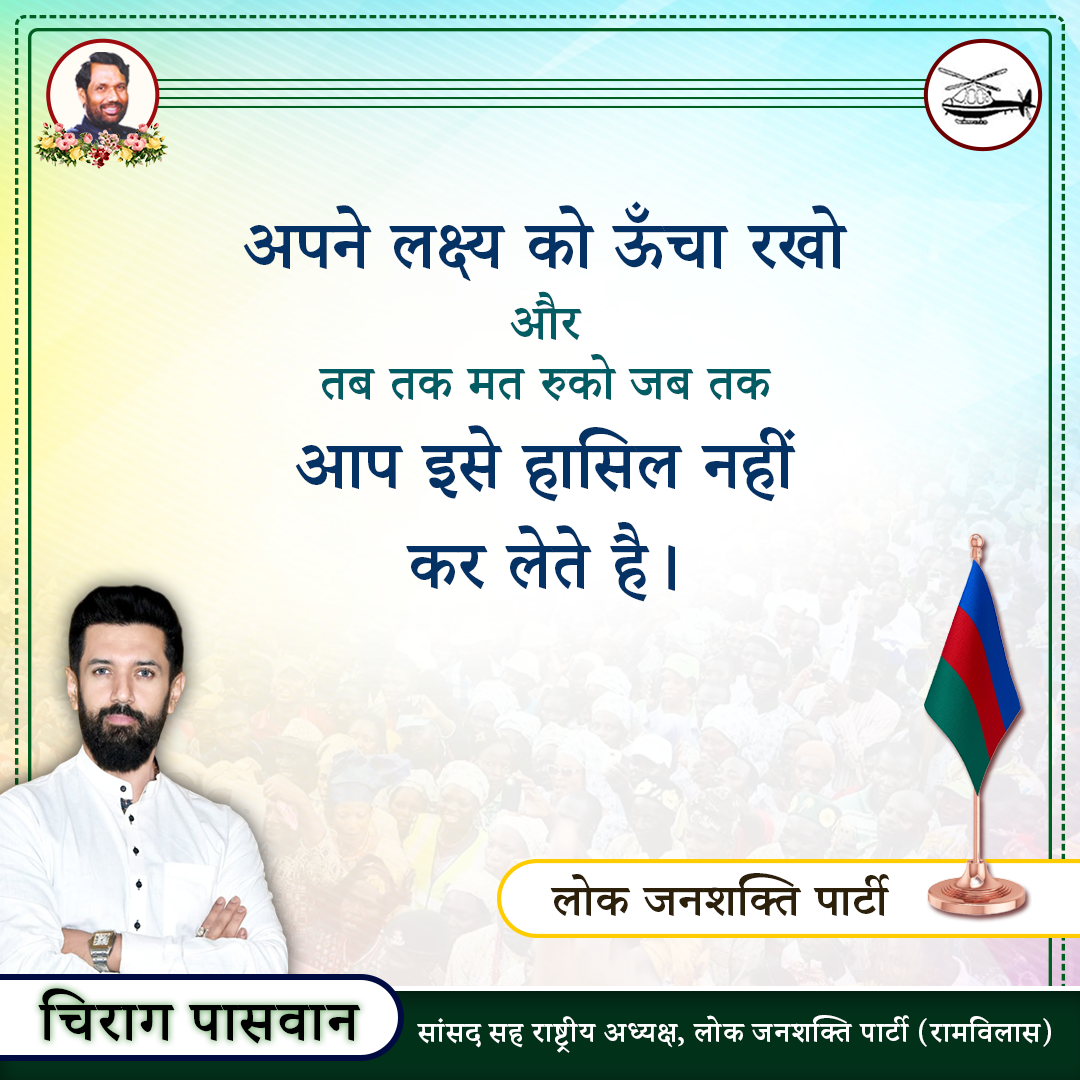 अपने लक्ष्य को ऊँचा रखो
और
तब तक मत रुको जब तक
आप इसे हासिल नहीं
कर लेते है।
लोक जनशक्ति पार्टी
चिराग पासवान
सांसद सह राष्ट्रीय अध्यक्ष, लोक जनशक्ति पार्टी (रामविलास)